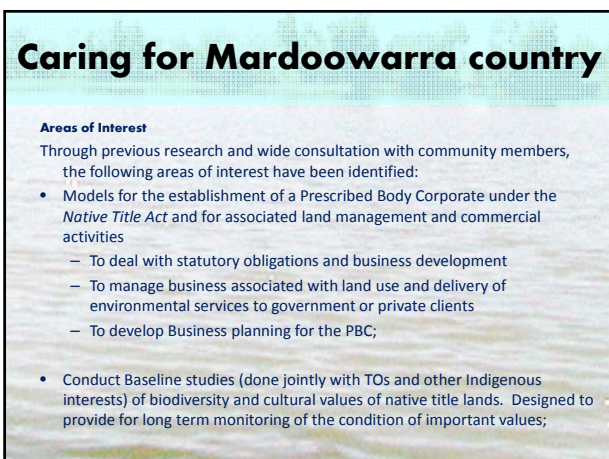 Caring for Mardoowarra country
Areas of Interest
Through previous research and wide consultation with community members,
the following areas of interest have been identified:
• Models for the establishment of a Prescribed Body Corporate under the
Native Title Act and for associated land management and commercial
activities
– To deal with statutory obligations and business development
– To manage business associated with land use and delivery of
environmental services to government or private clients
– To develop Business planning for the PBC;
• Conduct Baseline studies (done jointly with TOs and other Indigenous
interests) of biodiversity and cultural values of native title lands. Designed to
provide for long term monitoring of the condition of important values;